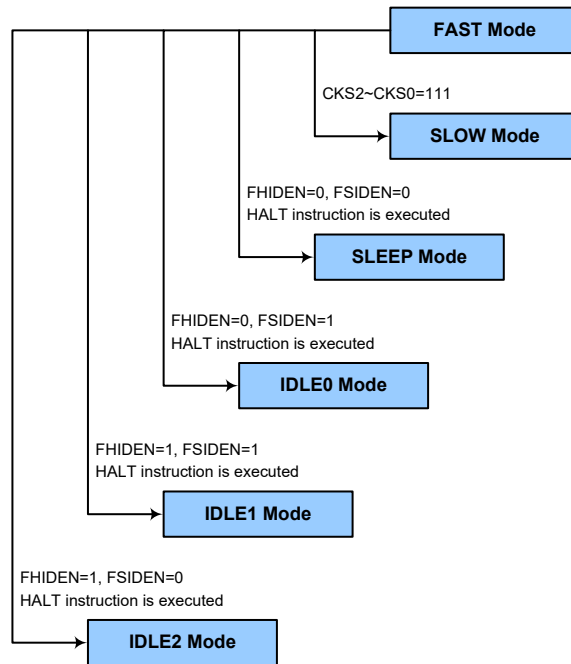 FAST Mode
CKS2~CKS0=111
SLOW Mode
FHIDEN=0, FSIDEN=0
HALT instruction is executed
SLEEP Mode
FHIDEN=0, FSIDEN=1
HALT instruction is executed
IDLE0 Mode
FHIDEN=1, FSIDEN=1
HALT instruction is executed
IDLE1 Mode
FHIDEN=1, FSIDEN=0
HALT instruction is executed
IDLE2 Mode